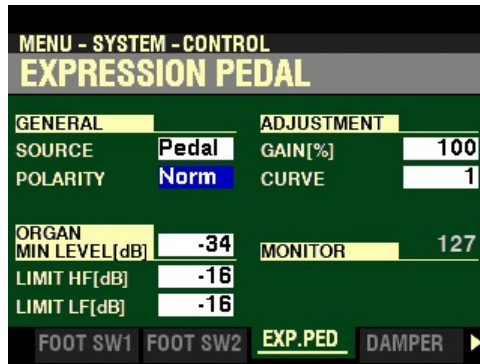 MENU - SYSTEM - CONTROL
EXPRESSION PEDAL
GENERAL
SOURCE Pedal
POLARITY Norm
ADJUSTMENT
GAIN[%] 100
CURVE 1
ORGAN
MIN LEVEL[dB] -34
LIMIT HF[dB] -16
LIMIT LF[dB] -16
MONITOR 127
FOOT SW1 FOOT SW2 EXP.PED DAMPER